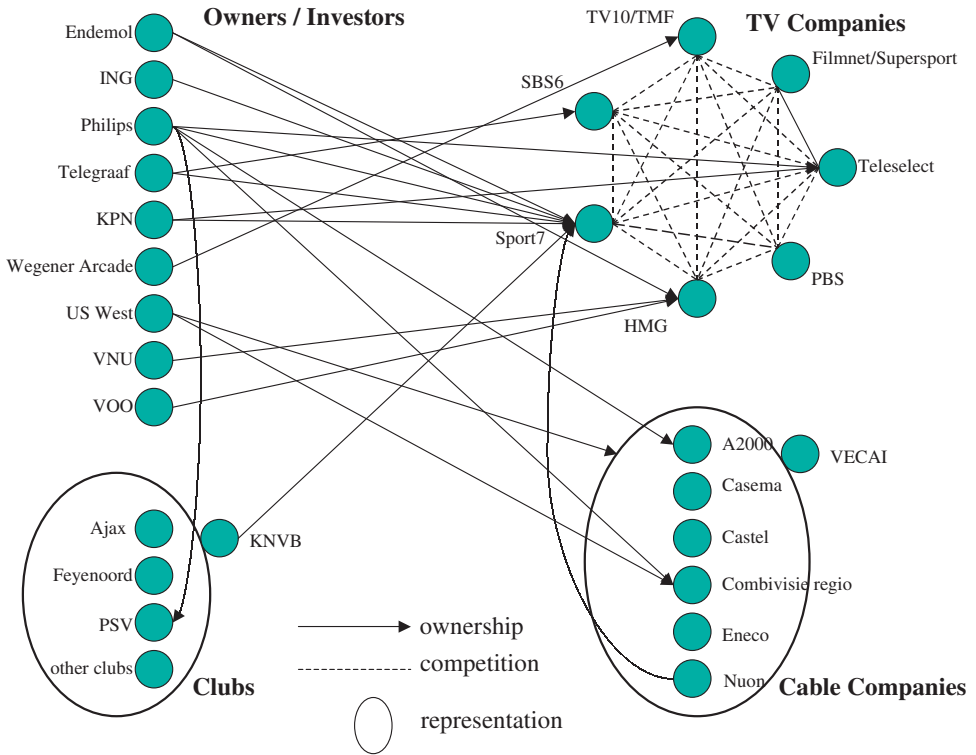 Owners / Investors
Endemol
ING
Philips
Telegraaf
KPN
Wegener Arcade
US West
VNU
VOO
TV10/TMF
TV Companies
Filmnet/Supersport
SBS6
Teleselect
Sport7
PBS
HMG
A2000
VECAI
Casema
Castel
Combivisie regio
Eneco
Nuon
Cable Companies
Ajax
KNVB
Feyenoord
PSV
other clubs
Clubs
ownership
competition
representation